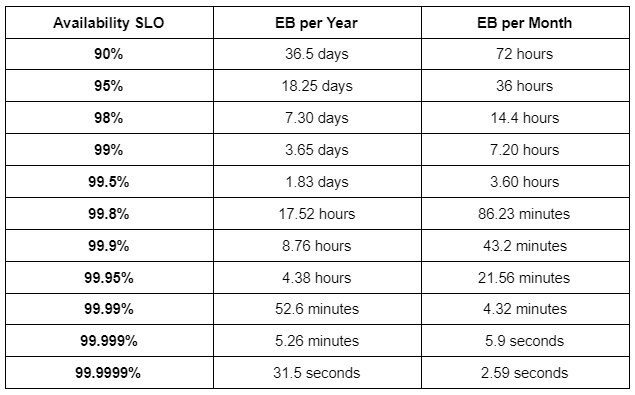 Availability SLO EB per Year EB per Month
90% 36.5 days 72 hours
95% 18.25 days 36 hours
98% 7.30 days 14.4 hours
99% 3.65 days 7.20 hours
99.5% 1.83 days 3.60 hours
99.8% 17.52 hours 86.23 minutes
99.9% 8.76 hours 43.2 minutes
99.95% 4.38 hours 21.56 minutes
99.99% 52.6 minutes 4.32 minutes
99.999% 5.26 minutes 5.9 seconds
99.9999% 31.5 seconds 2.59 seconds